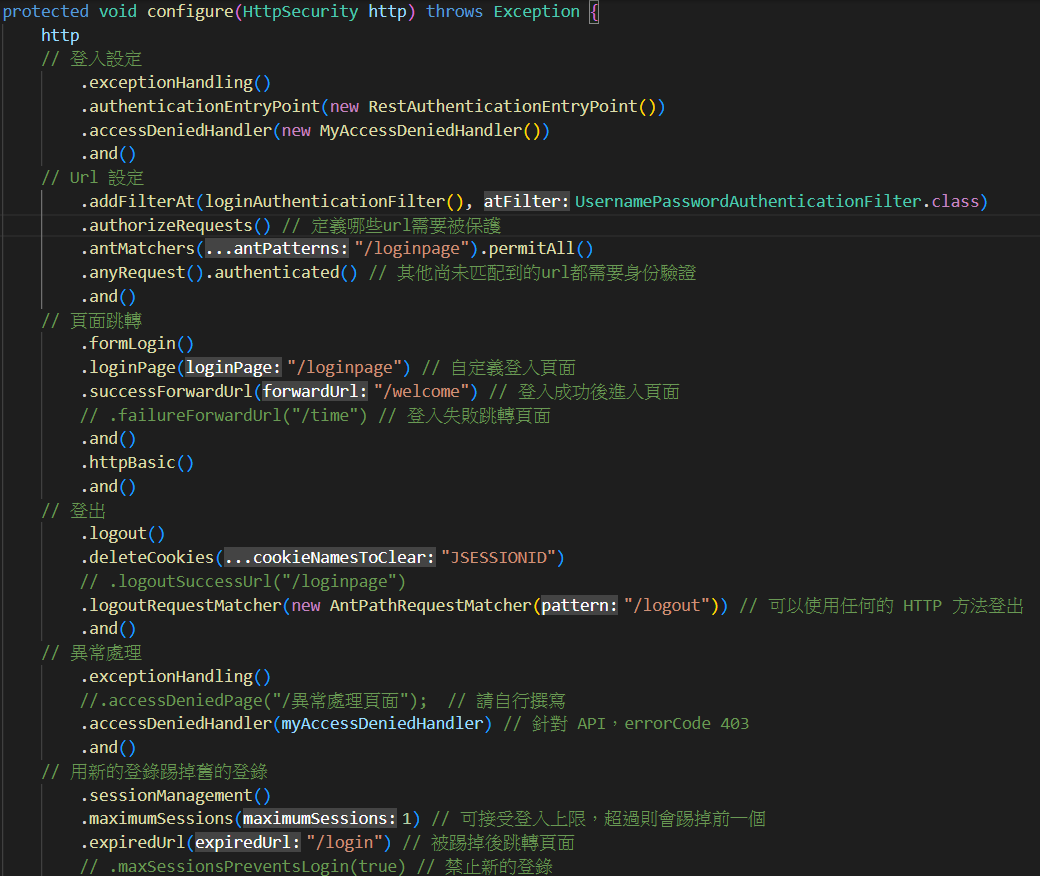 protected void configure(HttpSecurity http) throws Exception {
http
// 登入設定
.exceptionHandling()
.authenticationEntryPoint(new RestAuthenticationEntryPoint())
.accessDeniedHandler(new MyAccessDeniedHandler())
.and()
// Url 設定
.addFilterAt(loginAuthenticationFilter(), atFilter: UsernamePasswordAuthenticationFilter.class)
.authorizeRequests() // 定義哪些url需要被保護
.antMatchers(...antPatterns: "/loginpage").permitAll()
.anyRequest().authenticated() // 其他尚未匹配到的url都需要身份驗證
.and()
// 頁面跳轉
.formLogin()
.loginPage(loginPage: "/loginpage") // 自定義登入頁面
.successForwardUrl(forwardUrl: "/welcome") // 登入成功後進入頁面
// .failureForwardUrl("/time") // 登入失敗跳轉頁面
.and()
.httpBasic()
.and()
// 登出
.logout()
.deleteCookies(...cookieNamesToClear: "JSESSIONID")
// .logoutSuccessUrl("/loginpage")
.logoutRequestMatcher(new AntPathRequestMatcher(pattern: "/logout")) // 可以使用任何的 HTTP 方法登出
.and()
// 異常處理
.exceptionHandling()
//.accessDeniedPage("/異常處理頁面"); // 請自行撰寫
.accessDeniedHandler(myAccessDeniedHandler) // 針對 API，errorCode 403
.and()
// 用新的登錄踢掉舊的登錄
.sessionManagement()
.maximumSessions(maximumSessions: 1) // 可接受登入上限，超過則會踢掉前一個
.expiredUrl(expiredUrl: "/login") // 被踢掉後跳轉頁面
// .maxSessionsPreventsLogin(true) // 禁止新的登錄